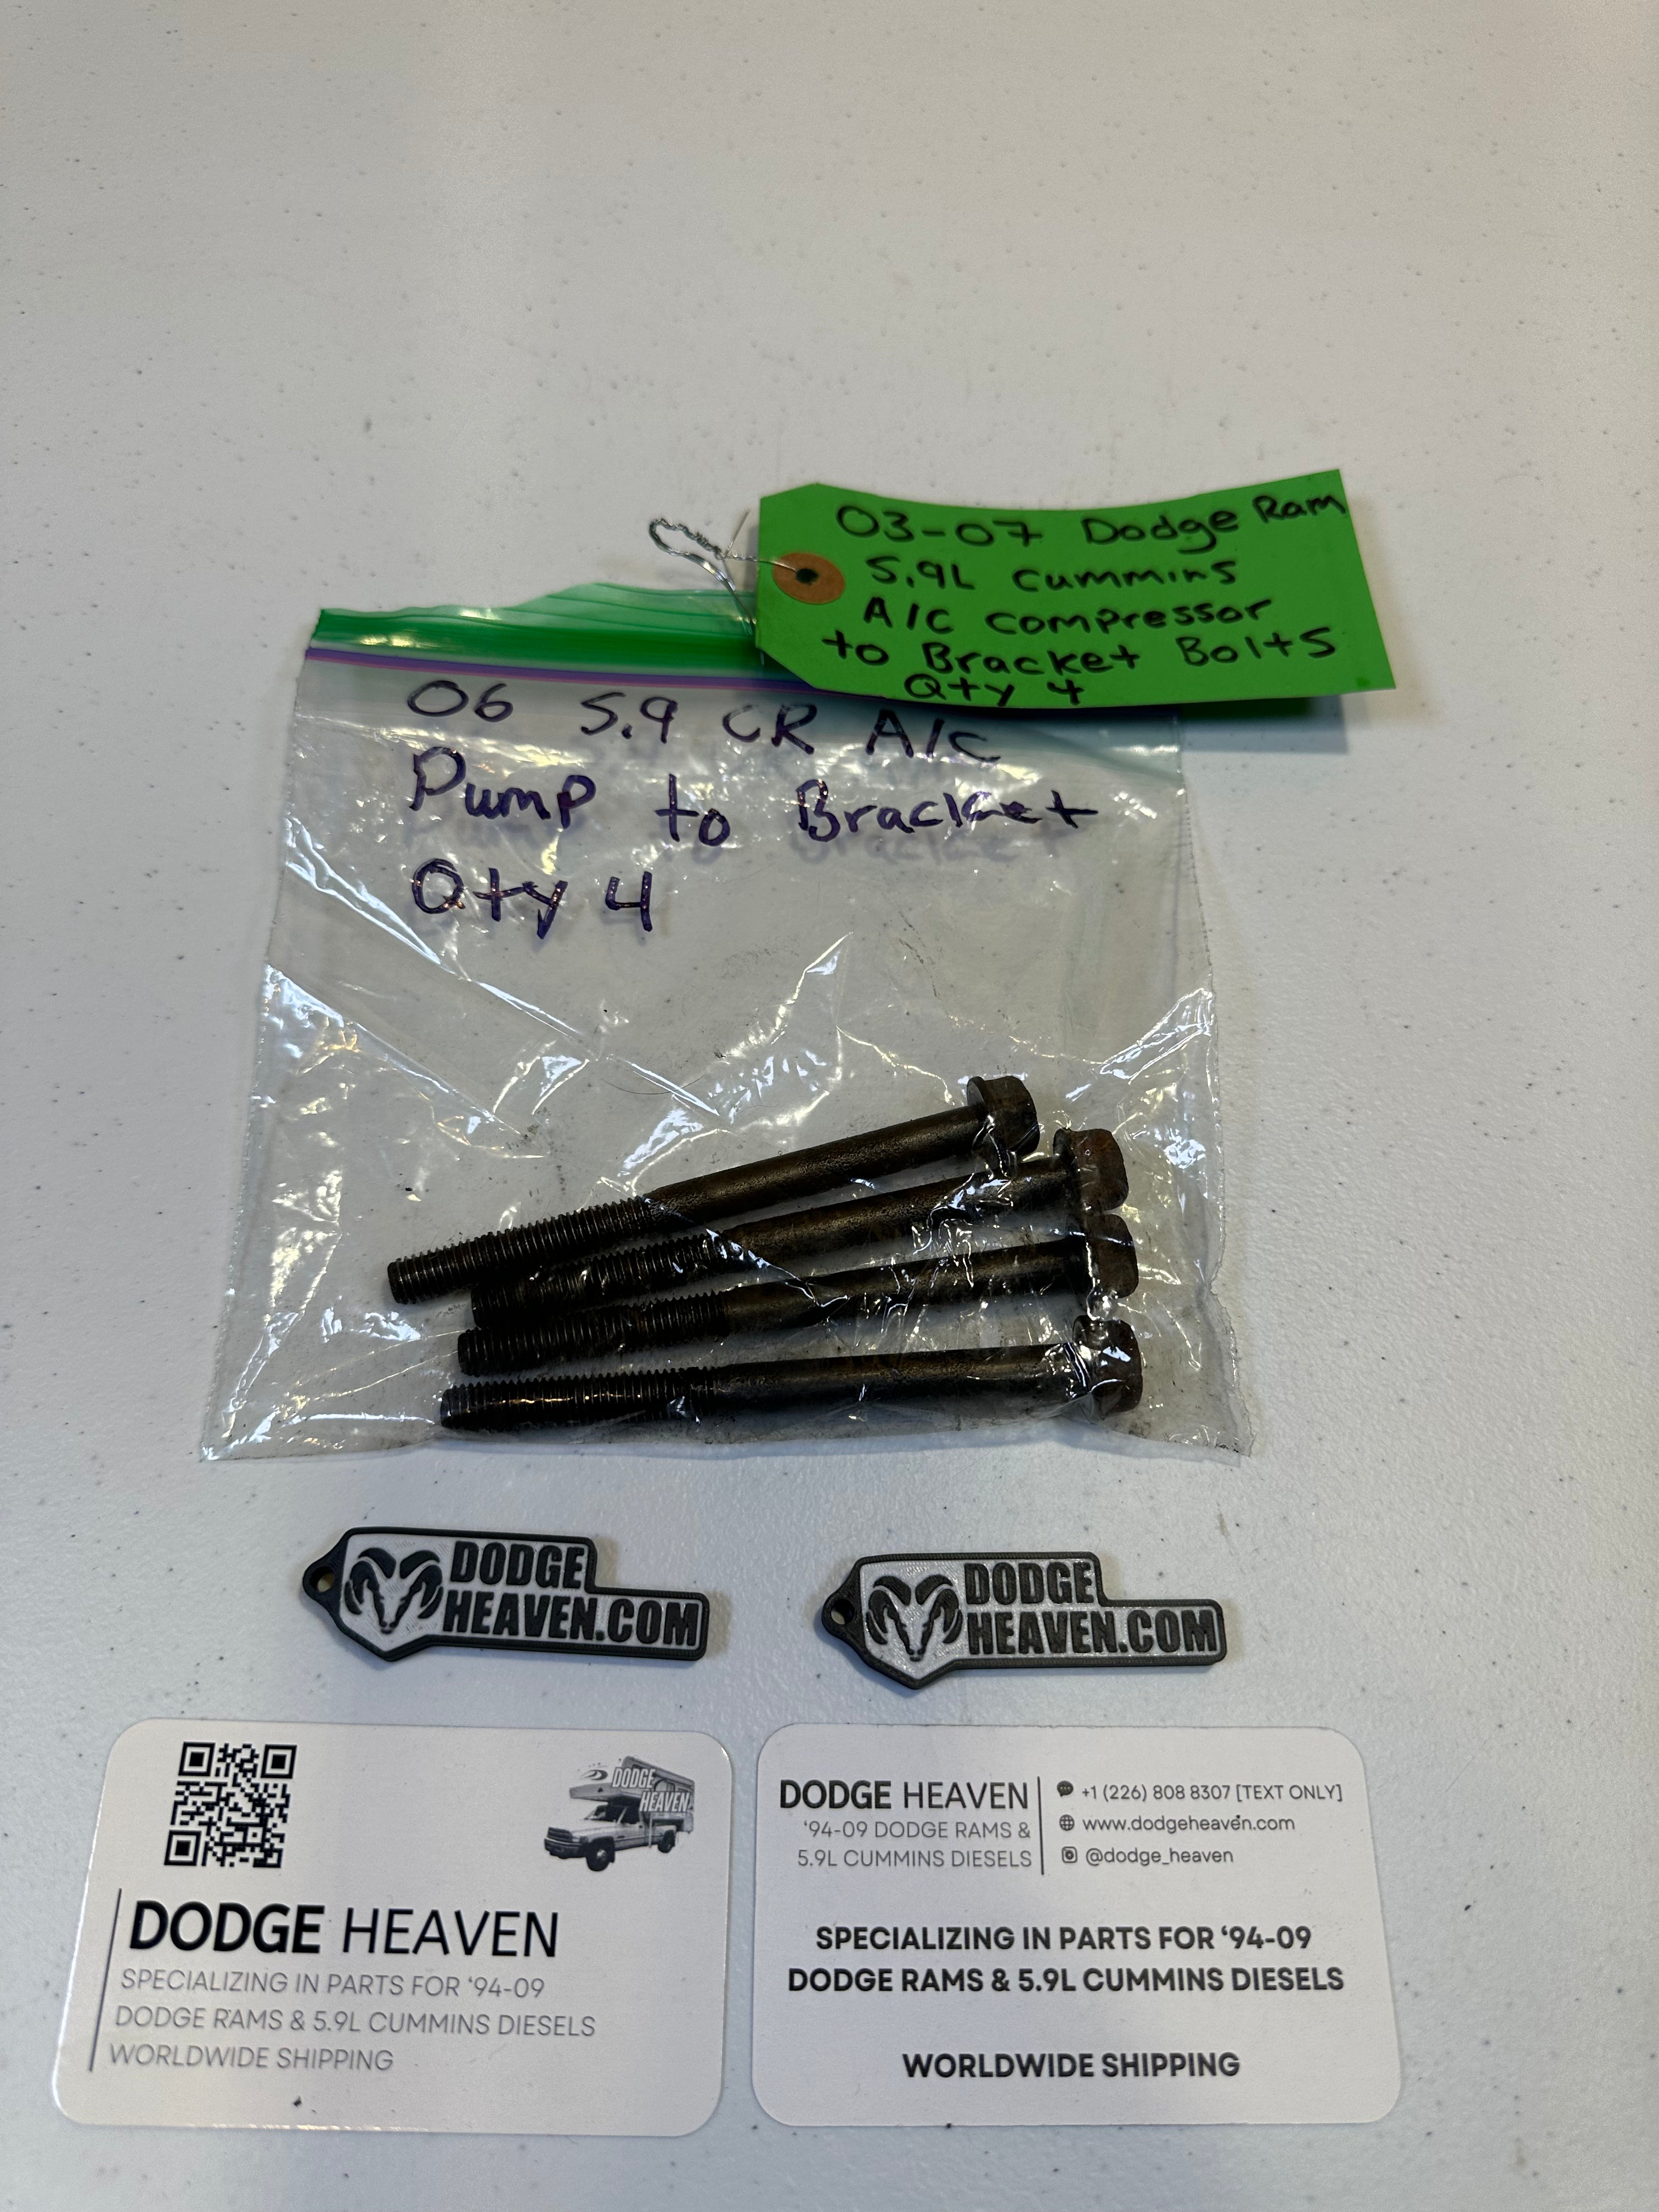 03-07 Dodge Ram
5.9L Cummins
A/C compressor
to Bracket Bolts
Qty 4
06 5.9 CR A/C
Pump to Bracket
Qty 4
DODGE
HEAVEN.COM
DODGE
HEAVEN.COM
DODGE
HEAVEN
DODGE HEAVEN
SPECIALIZING IN PARTS FOR ‘94-09
DODGE RAMS & 5.9L CUMMINS DIESELS
WORLDWIDE SHIPPING
DODGE HEAVEN
‘94-09 DODGE RAMS &
5.9L CUMMINS DIESELS
+1 (226) 808 8307 [TEXT ONLY]
www.dodgeheaven.com
@dodge_heaven
SPECIALIZING IN PARTS FOR ‘94-09
DODGE RAMS & 5.9L CUMMINS DIESELS
WORLDWIDE SHIPPING